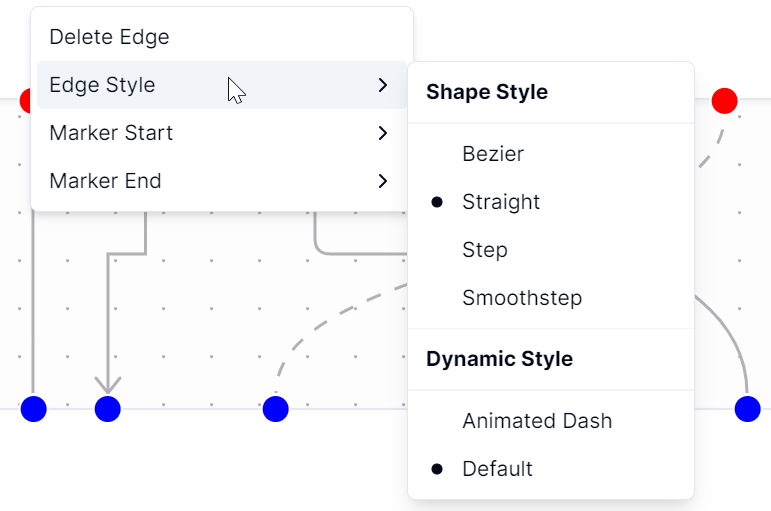 Delete Edge
Edge Style
Marker Start
Marker End
Shape Style
Bezier
Straight
Step
Smoothstep
Dynamic Style
Animated Dash
Default